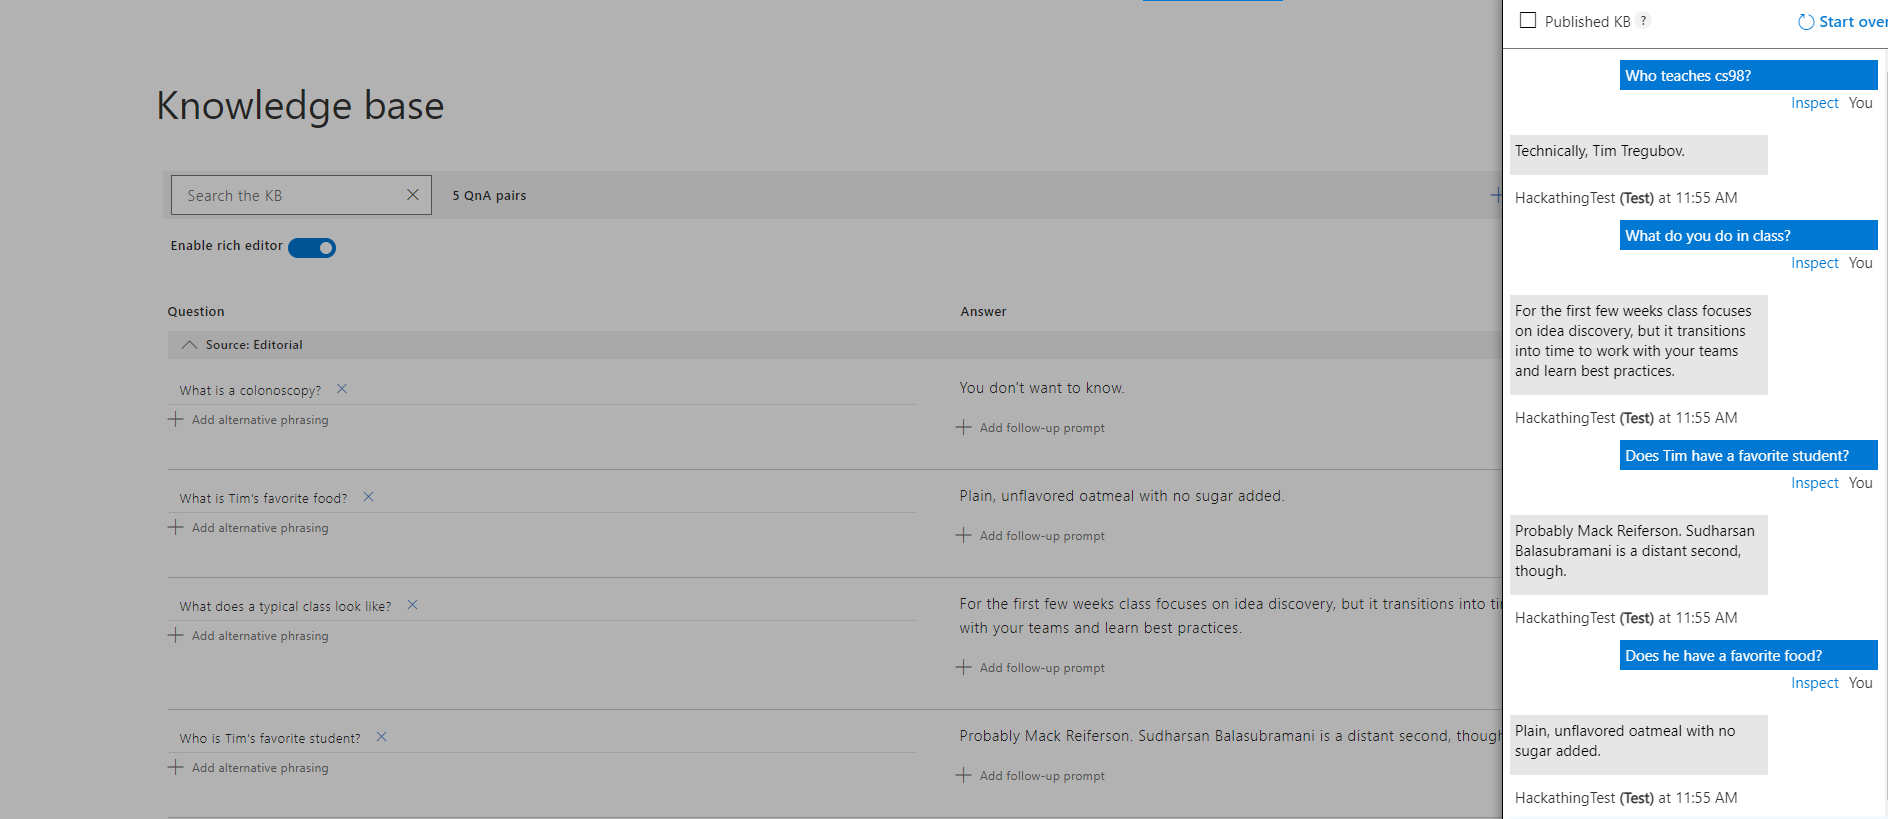 Knowledge base
Search the KB
5 QnA pairs
Enable rich editor
Question
Answer
Source: Editorial
What is a colonoscopy?
You don't want to know.
Add alternative phrasing
Add follow-up prompt
What is Tim's favorite food?
Plain, unflavored oatmeal with no sugar added.
Add alternative phrasing
Add follow-up prompt
What does a typical class look like?
For the first few weeks class focuses on idea discovery, but it transitions into
with your teams and learn best practices.
Add alternative phrasing
Add follow-up prompt
Who is Tim's favorite student?
Probably Mack Reiferson. Sudharsan Balasubramani is a distant second, though
Add alternative phrasing
Add follow-up prompt
Published KB ?
Start over
Who teaches cs98?
Inspect You
Technically, Tim Tregubov.
HackathingTest (Test) at 11:55 AM
What do you do in class?
Inspect You
For the first few weeks class focuses
on idea discovery, but it transitions
into time to work with your teams
and learn best practices.
HackathingTest (Test) at 11:55 AM
Does Tim have a favorite student?
Inspect You
Probably Mack Reiferson. Sudharsan
Balasubramani is a distant second,
though.
HackathingTest (Test) at 11:55 AM
Does he have a favorite food?
Inspect You
Plain, unflavored oatmeal with no
sugar added.
HackathingTest (Test) at 11:55 AM